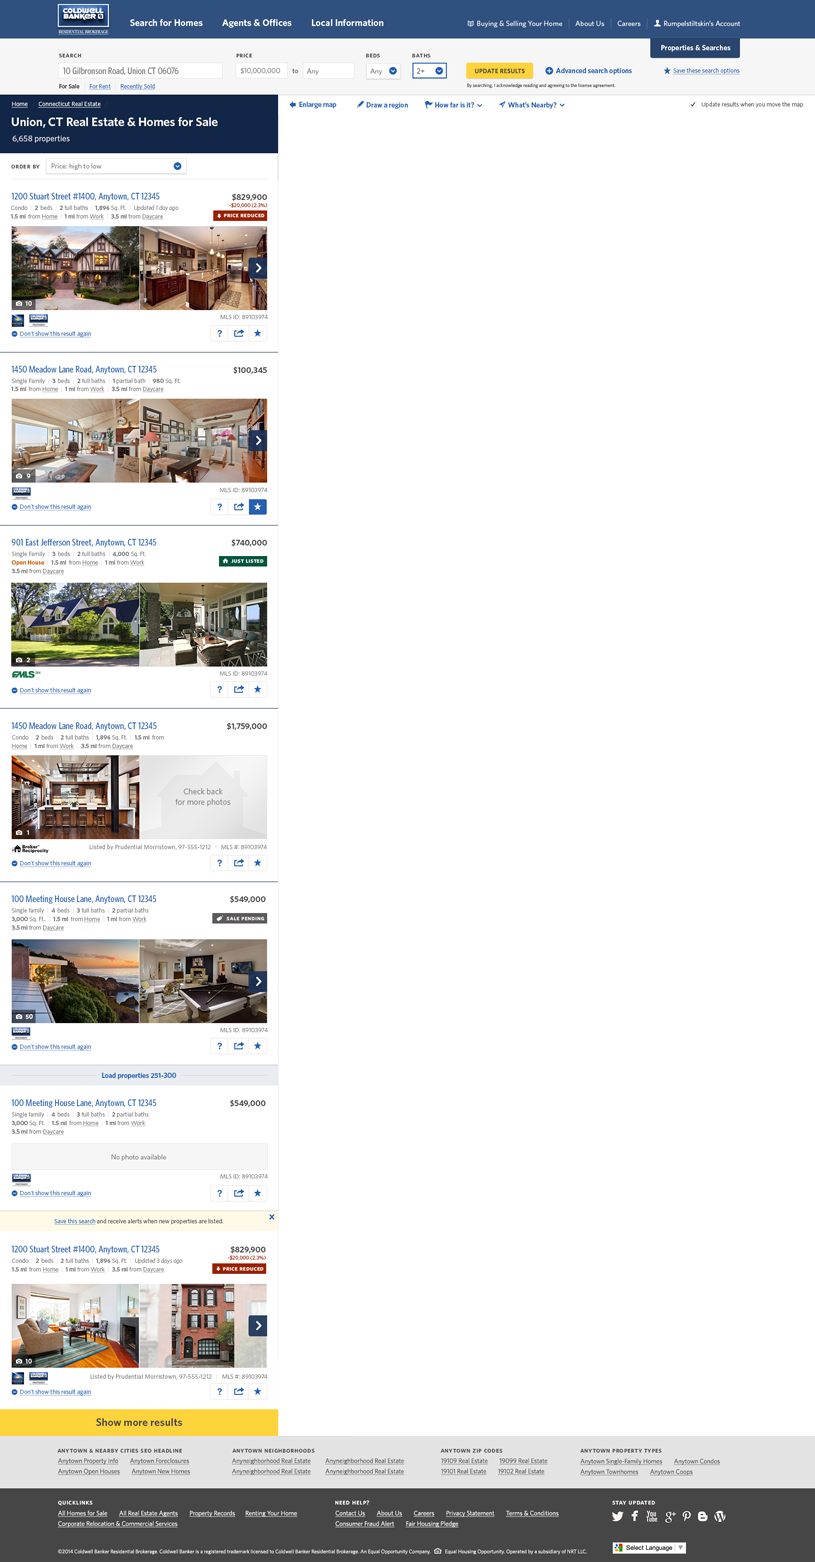 COLDWELL BANKER
RESIDENTIAL BROKERAGE
Search for Homes
Agents & Offices
Local Information
Buying & Selling Your Home
About Us
Careers
Rumpelstiltskin's Account
Properties & Searches
SEARCH
PRICE
BEDS
BATHS
10 Gilbronson Road, Union CT 06076
$10,000,000 to Any
Any
2+
UPDATE RESULTS
Advanced search options
Save these search options
For Sale For Rent Recently Sold
By searching, I acknowledge reading and agreeing to the license agreement.
Home Connecticut Real Estate
Union, CT Real Estate & Homes for Sale
6,658 properties
Enlarge map
Draw a region
How far is it?
What's Nearby?
Update results when you move the map
ORDER BY Price: high to low
1200 Stuart Street #1400, Anytown, CT 12345 $829,900
-$20,000 (2.3%)
Condo 2 beds 2 full baths 1,896 Sq. Ft. Updated 1 day ago
1.5 mi from Home 1 mi from Work 3.5 mi from Daycare
PRICE REDUCED
10
MLS ID: 89103974
Don't show this result again
?
1450 Meadow Lane Road, Anytown, CT 12345 $100,345
Single Family 3 beds 2 full baths 1 partial bath 980 Sq. Ft.
1.5 mi from Home 1 mi from Work 3.5 mi from Daycare
9
MLS ID: 89103974
Don't show this result again
?
901 East Jefferson Street, Anytown, CT 12345 $740,000
Single Family 3 beds 2 full baths 4,000 Sq. Ft.
JUST LISTED
Open House 1.5 mi from Home 1 mi from Work
3.5 mi from Daycare
2
MLS ID: 89103974
Don't show this result again
?
1450 Meadow Lane Road, Anytown, CT 12345 $1,759,000
Condo 2 beds 2 full baths 1,896 Sq. Ft. 1.5 mi from
Home 1 mi from Work 3.5 mi from Daycare
Check back
for more photos
1
Broker Reciprocity
Listed by Prudential Morristown, 97-555-1212 MLS #: 89103974
Don't show this result again
?
100 Meeting House Lane, Anytown, CT 12345 $549,000
Single family 4 beds 3 full baths 2 partial baths
3,000 Sq. Ft. 1.5 mi from Home 1 mi from Work
SALE PENDING
3.5 mi from Daycare
50
MLS ID: 89103974
Don't show this result again
?
Load properties 251-300
100 Meeting House Lane, Anytown, CT 12345 $549,000
Single family 4 beds 3 full baths 2 partial baths
3,000 Sq. Ft. 1.5 mi from Home 1 mi from Work
3.5 mi from Daycare
No photo available
MLS ID: 89103974
Don't show this result again
?
Save this search and receive alerts when new properties are listed.
1200 Stuart Street #1400, Anytown, CT 12345 $829,900
-$20,000 (2.3%)
Condo 2 beds 2 full baths 1,896 Sq. Ft. Updated 3 days ago
1.5 mi from Home 1 mi from Work 3.5 mi from Daycare
PRICE REDUCED
10
Listed by Prudential Morristown, 97-555-1212 MLS #: 89103974
Don't show this result again
?
Show more results
ANYTOWN & NEARBY CITIES SEO HEADLINE
Anytown Property Info Anytown Foreclosures
Anytown Open Houses Anytown New Homes
ANYTOWN NEIGHBORHOODS
Anyneighborhood Real Estate Anyneighborhood Real Estate
Anyneighborhood Real Estate Anyneighborhood Real Estate
ANYTOWN ZIP CODES
19109 Real Estate 19099 Real Estate
19101 Real Estate 19102 Real Estate
ANYTOWN PROPERTY TYPES
Anytown Single-Family Homes Anytown Condos
Anytown Townhomes Anytown Coops
QUICKLINKS
All Homes for Sale All Real Estate Agents Property Records Renting Your Home
Corporate Relocation & Commercial Services
NEED HELP?
Contact Us About Us Careers Privacy Statement Terms & Conditions
Consumer Fraud Alert Fair Housing Pledge
STAY UPDATED
©2014 Coldwell Banker Residential Brokerage. Coldwell Banker is a registered trademark licensed to Coldwell Banker Residential Brokerage. An Equal Opportunity Company. Equal Housing Opportunity. Operated by a subsidiary of NRT LLC.
Select Language